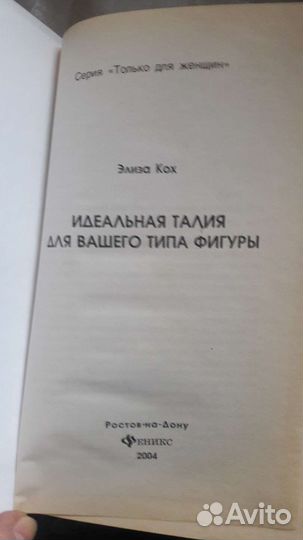 Серия «Только для женщин»
Элиза Кох
ИДЕАЛЬНАЯ ТАЛИЯ
ДЛЯ ВАШЕГО ТИПА ФИГУРЫ
Ростов-на-Дону
Феникс
2004
Avito